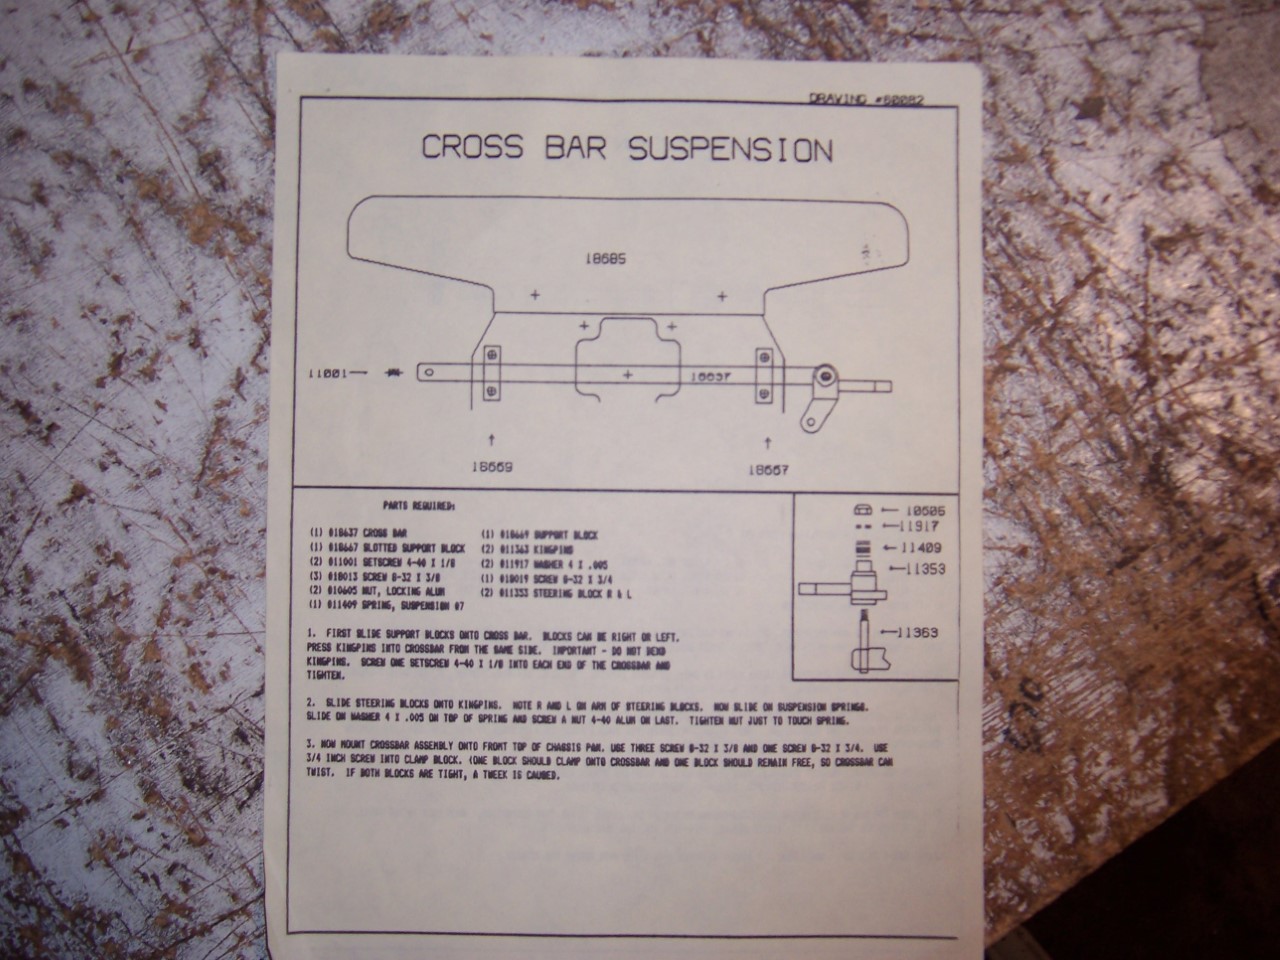 DRAWING #60082
CROSS BAR SUSPENSION
18685
11001
18637
18669
18667
PARTS REQUIRED:
(1) 018637 CROSS BAR
(1) 018667 SLOTTED SUPPORT BLOCK
(2) 011001 SETSCREW 4-40 X 1/8
(3) 018013 SCREW 8-32 X 3/8
(2) 010605 NUT, LOCKING ALUM
(1) 011409 SPRING, SUSPENSION 07
(1) 018669 SUPPORT BLOCK
(2) 011363 KINGPINS
(2) 011917 WASHER 4 X .005
(1) 018019 SCREW 8-32 X 3/4
(2) 011353 STEERING BLOCK R & L
10605
11917
11409
11353
11363
1. FIRST SLIDE SUPPORT BLOCKS ONTO CROSS BAR. BLOCKS CAN BE RIGHT OR LEFT.
PRESS KINGPINS INTO CROSSBAR FROM THE SAME SIDE. IMPORTANT - DO NOT BEND
KINGPINS. SCREW ONE SETSCREW 4-40 X 1/8 INTO EACH END OF THE CROSSBAR AND
TIGHTEN.
2. SLIDE STEERING BLOCKS ONTO KINGPINS. NOTE R AND L ON ARM OF STEERING BLOCKS. NOW SLIDE ON SUSPENSION SPRINGS.
SLIDE ON WASHER 4 X .005 ON TOP OF SPRING AND SCREW A NUT 4-40 ALUM ON LAST. TIGHTEN NUT JUST TO TOUCH SPRING.
3. NOW MOUNT CROSSBAR ASSEMBLY ONTO FRONT TOP OF CHASSIS PAN. USE THREE SCREW 8-32 X 3/8 AND ONE SCREW 8-32 X 3/4. USE
3/4 INCH SCREW INTO CLAMP BLOCK. (ONE BLOCK SHOULD CLAMP ONTO CROSSBAR AND ONE BLOCK SHOULD REMAIN FREE, SO CROSSBAR CAN
TWIST. IF BOTH BLOCKS ARE TIGHT, A TWEEK IS CAUSED.